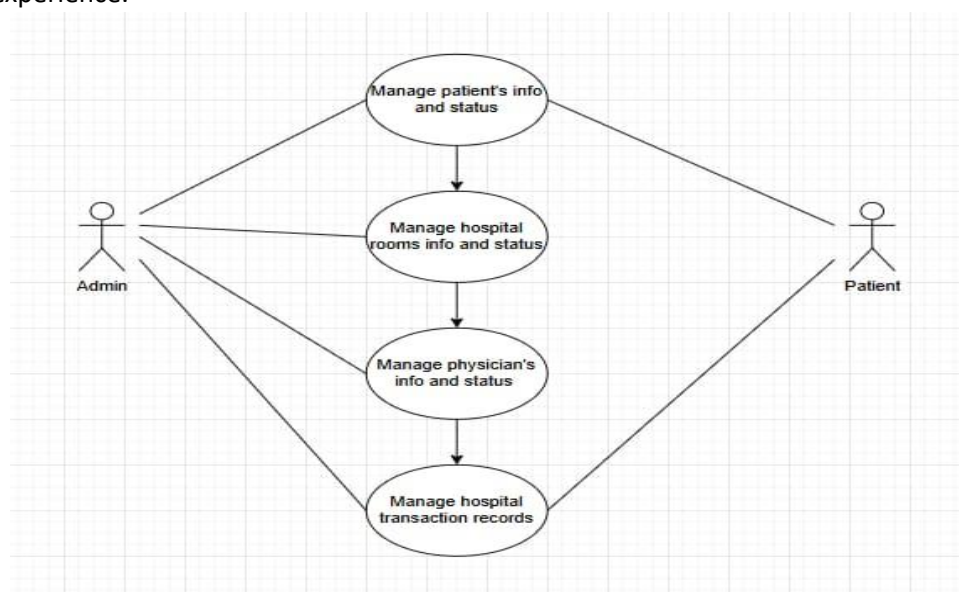 experience.
Manage patient's info
and status
Manage hospital
rooms info and status
Admin
Patient
Manage physician's
info and status
Manage hospital
transaction records